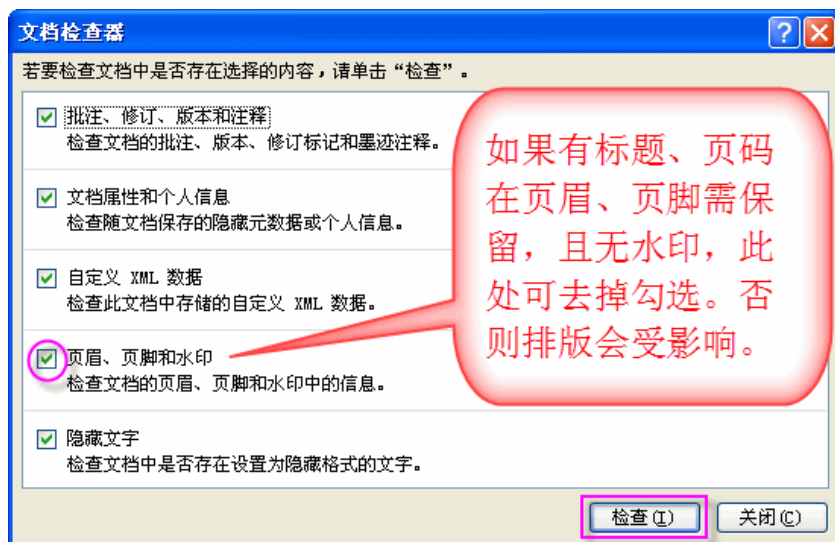 文档检查器
若要检查文档中是否存在选择的内容，请单击“检查”。
批注、修订、版本和注释
检查文档的批注、版本、修订标记和墨迹注释。
文档属性和个人信息
检查随文档保存的隐藏元数据或个人信息。
自定义 XML 数据
检查此文档中存储的自定义 XML 数据。
页眉、页脚和水印
检查文档的页眉、页脚和水印中的信息。
隐藏文字
检查文档中是否存在设置为隐藏格式的文字。
如果有标题、页码
在页眉、页脚需保
留，且无水印，此
处可去掉勾选。否
则排版会受影响。
检查(I)
关闭(C)